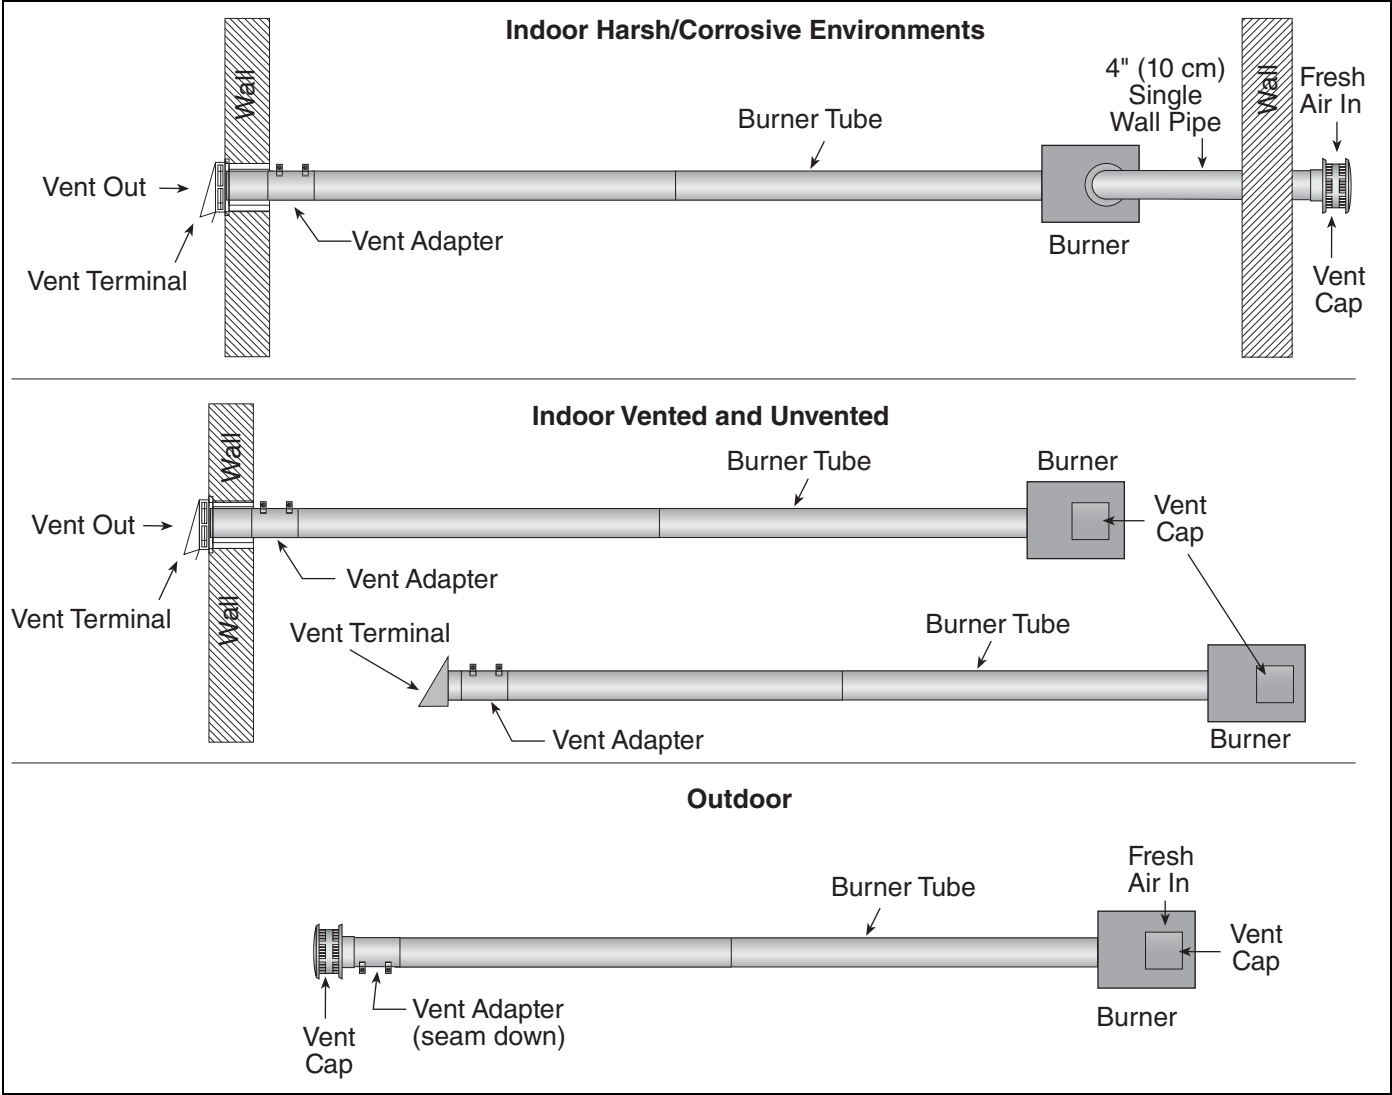 Indoor Harsh/Corrosive Environments
Wall
4" (10 cm)
Single
Wall Pipe
Wall
Fresh
Air In
Burner Tube
Vent Out
Vent Adapter
Burner
Vent Terminal
Vent
Cap
Indoor Vented and Unvented
Wall
Burner Tube
Burner
Vent Out
Vent
Cap
Vent Adapter
Vent Terminal
Wall
Vent Terminal
Burner Tube
Vent Adapter
Burner
Outdoor
Fresh
Air In
Burner Tube
Vent
Cap
Vent Adapter
(seam down)
Burner
Vent
Cap